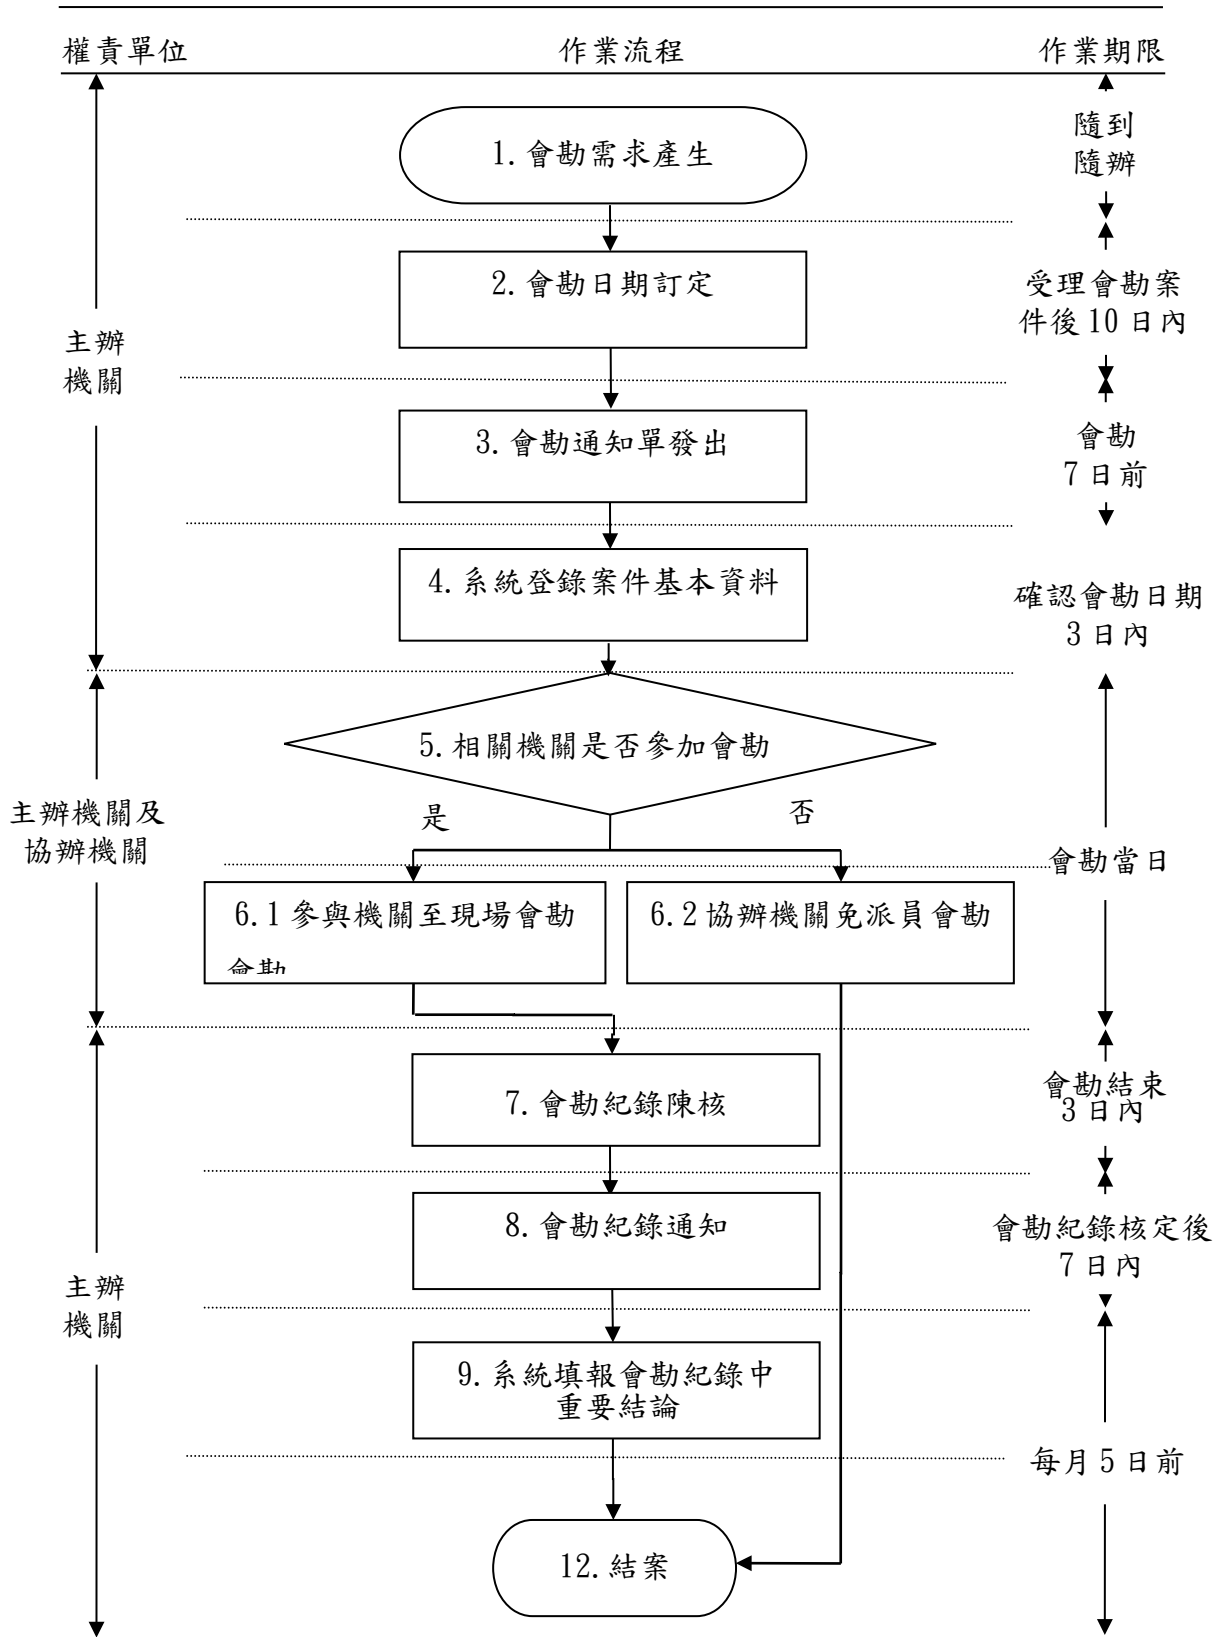 權責單位 作業流程 作業期限
1.會勘需求產生
隨到
隨辦
2.會勘日期訂定
受理會勘案
件後10日內
主辦
機關
3.會勘通知單發出
會勘
7日前
4.系統登錄案件基本資料
確認會勘日期
3日內
5.相關機關是否參加會勘
是
否
主辦機關及
協辦機關
會勘當日
6.1參與機關至現場會勘
會勘
6.2協辦機關免派員會勘
7.會勘紀錄陳核
會勘結束
3日內
8.會勘紀錄通知
會勘紀錄核定後
7日內
主辦
機關
9.系統填報會勘紀錄中
重要結論
每月5日前
12.結案